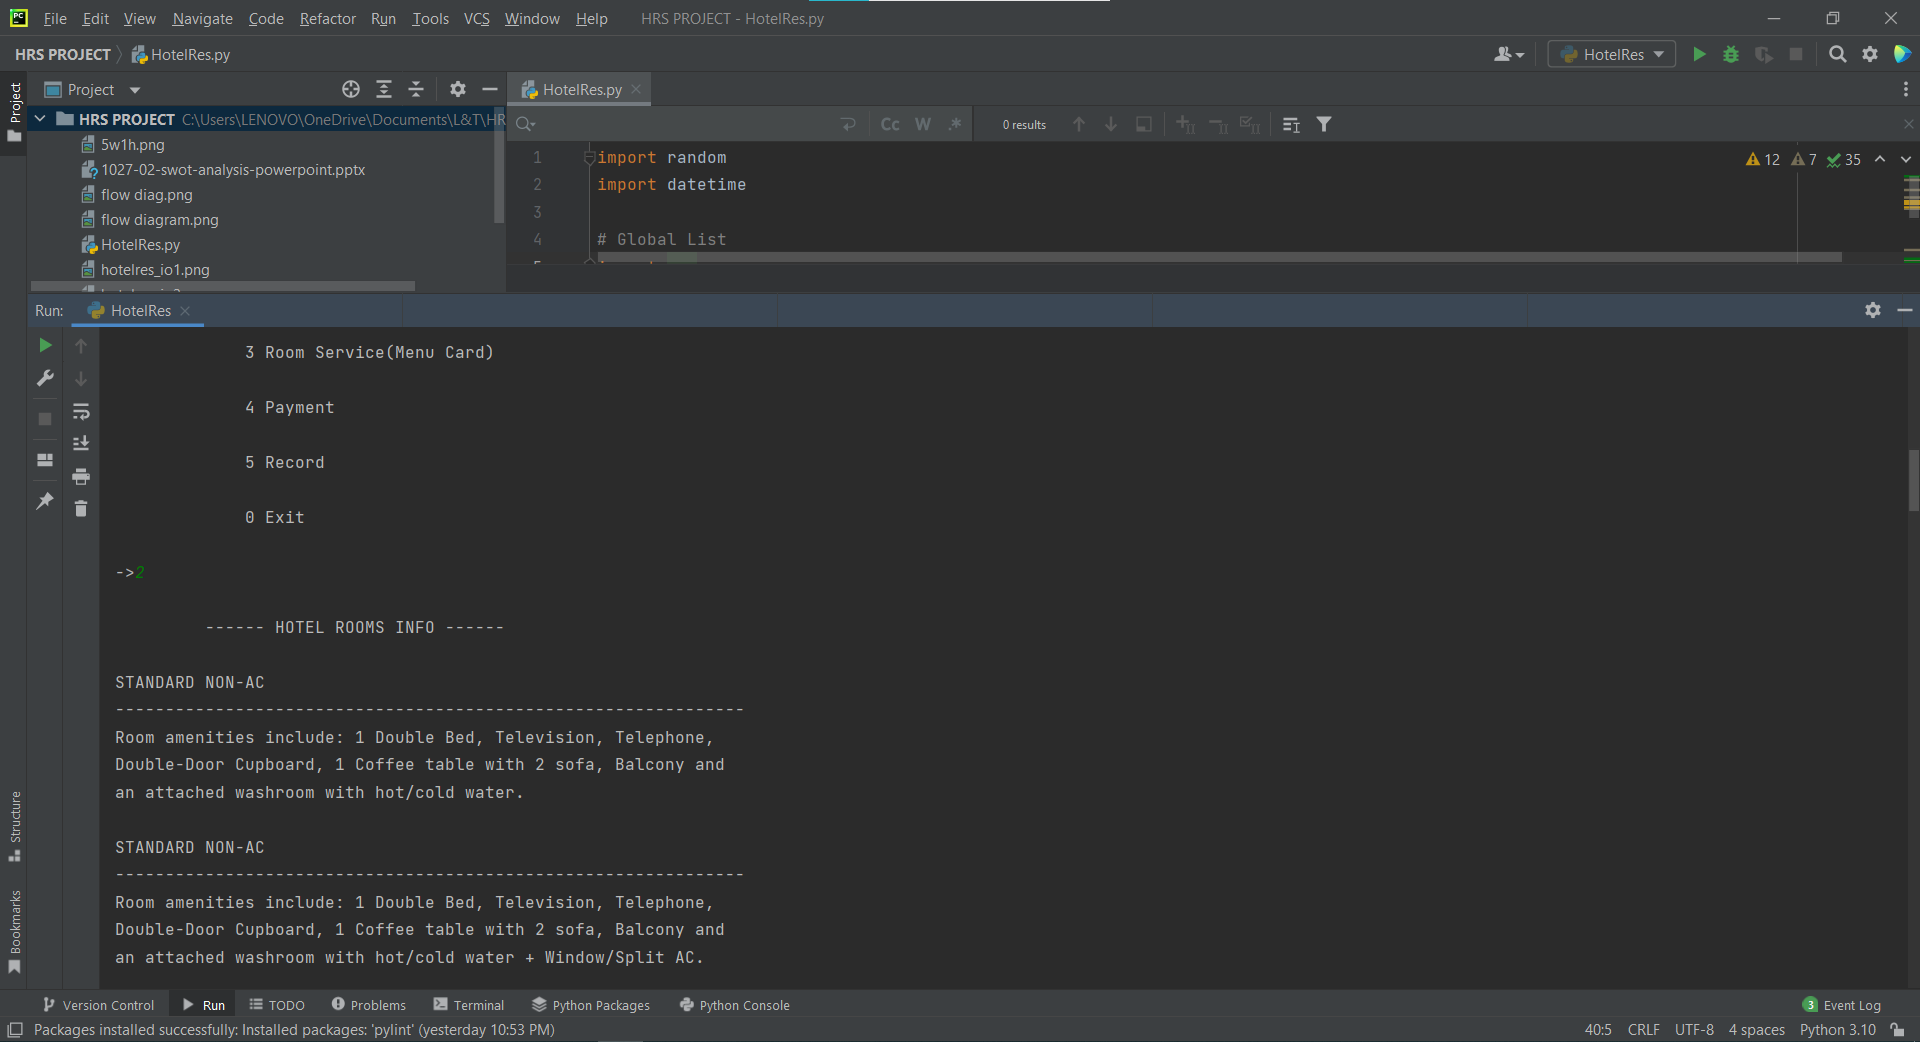 File Edit View Navigate Code Refactor Run Tools VCS Window Help HRS PROJECT - HotelRes.py
HRS PROJECT HotelRes.py HotelRes
Project HotelRes.py
Project
HRS PROJECT C:\Users\LENOVO\OneDrive\Documents\L&T\HR
5w1h.png
1027-02-swot-analysis-powerpoint.pptx
flow diag.png
flow diagram.png
HotelRes.py
hotelres_io1.png
Cc W .* 0 results
1 import random
2 import datetime
3
4 # Global List
12 7 35
Run: HotelRes
3 Room Service(Menu Card)
4 Payment
5 Record
0 Exit
->2
------ HOTEL ROOMS INFO ------
STANDARD NON-AC
---------------------------------------------------------------
Room amenities include: 1 Double Bed, Television, Telephone,
Double-Door Cupboard, 1 Coffee table with 2 sofa, Balcony and
an attached washroom with hot/cold water.
STANDARD NON-AC
---------------------------------------------------------------
Room amenities include: 1 Double Bed, Television, Telephone,
Double-Door Cupboard, 1 Coffee table with 2 sofa, Balcony and
an attached washroom with hot/cold water + Window/Split AC.
Structure
Bookmarks
Version Control Run TODO Problems Terminal Python Packages Python Console 3 Event Log
Packages installed successfully: Installed packages: 'pylint' (yesterday 10:53 PM) 40:5 CRLF UTF-8 4 spaces Python 3.10